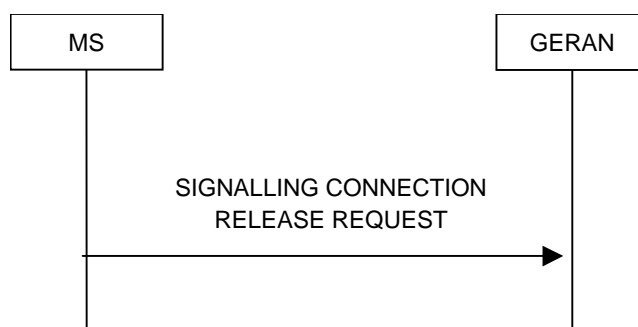 MS
GERAN
SIGNALLING CONNECTION
RELEASE REQUEST